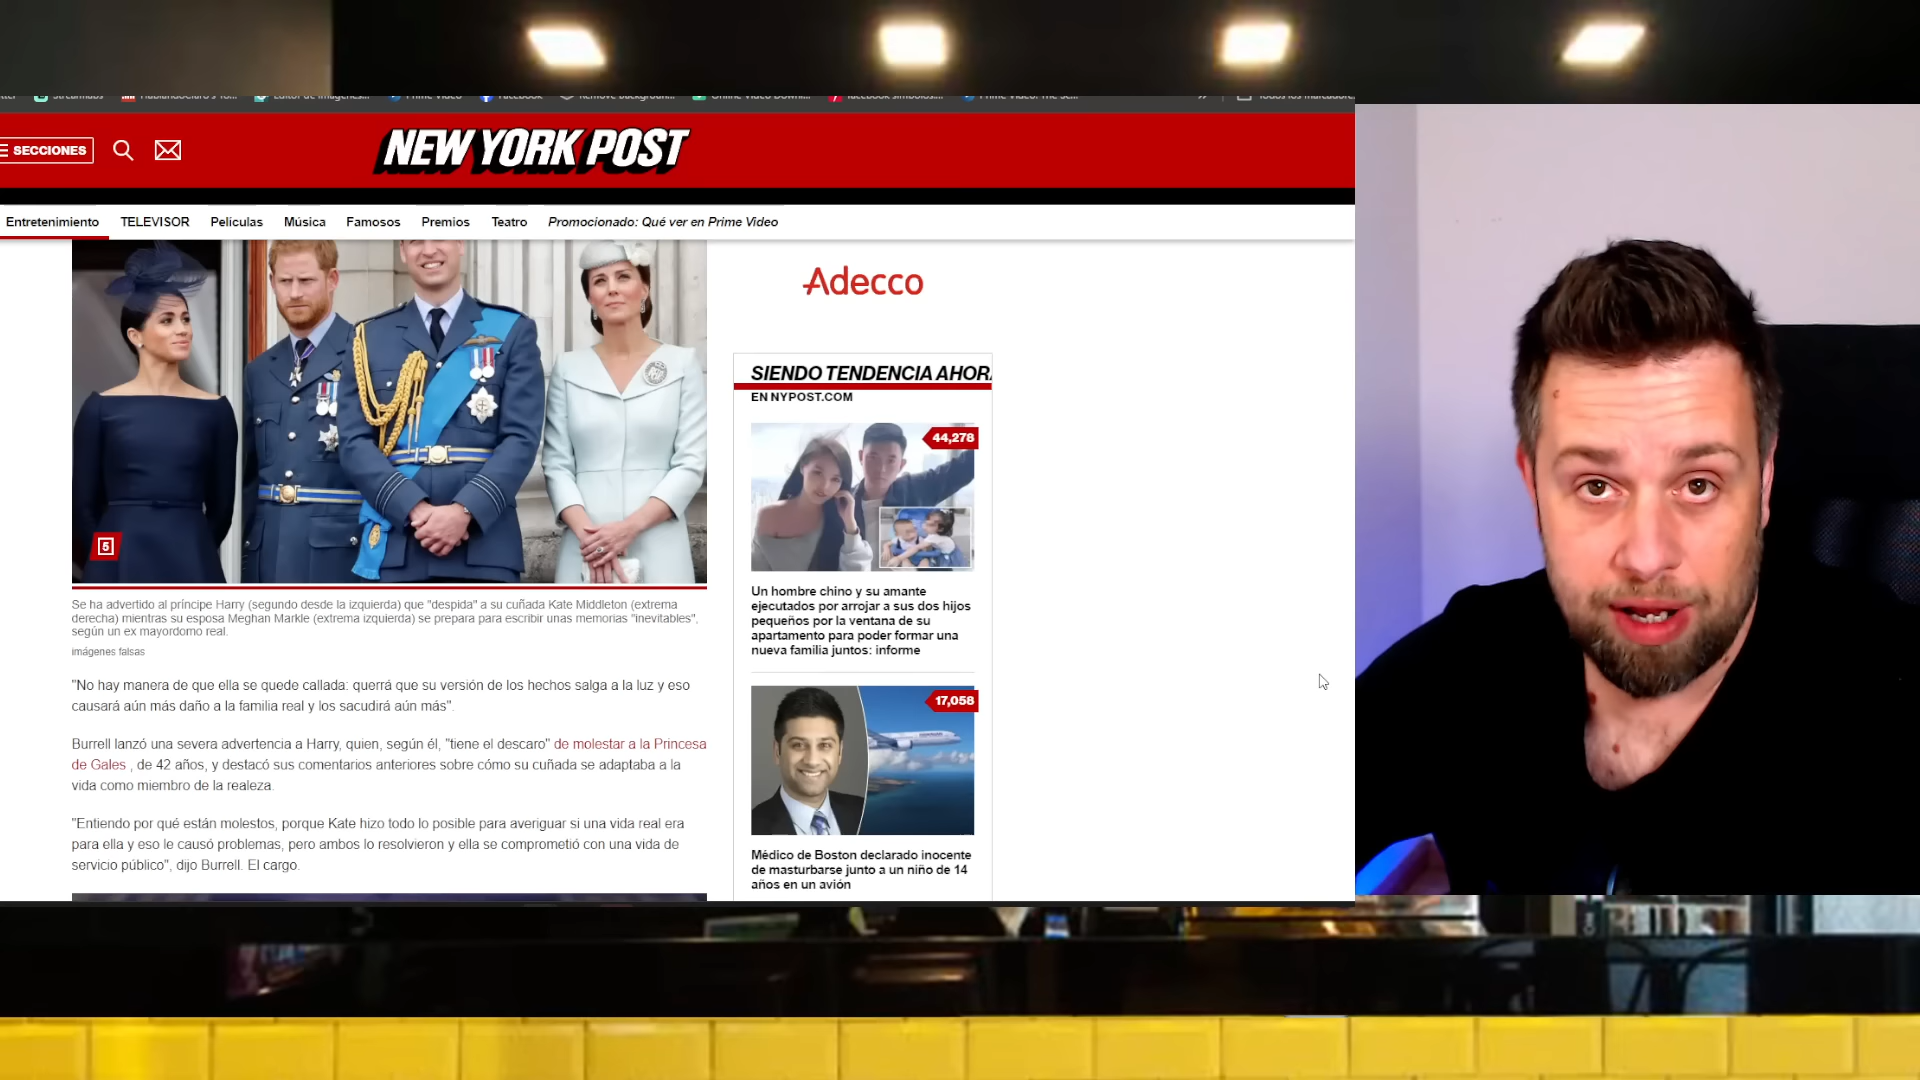 Prime Video
Facebook
SECCIONES
NEW YORK POST
Entretenimiento
TELEVISOR
Películas
Música
Famosos
Premios
Teatro
Promocionado: Qué ver en Prime Video
5
Se ha advertido al príncipe Harry (segundo desde la izquierda) que "despida" a su cuñada Kate Middleton (extrema
derecha) mientras su esposa Meghan Markle (extrema izquierda) se prepara para escribir unas memorias "inevitables",
según un ex mayordomo real.
imágenes falsas
"No hay manera de que ella se quede callada: querrá que su versión de los hechos salga a la luz y eso
causará aún más daño a la familia real y los sacudirá aún más".
Burrell lanzó una severa advertencia a Harry, quien, según él, "tiene el descaro" de molestar a la Princesa
de Gales , de 42 años, y destacó sus comentarios anteriores sobre cómo su cuñada se adaptaba a la
vida como miembro de la realeza.
"Entiendo por qué están molestos, porque Kate hizo todo lo posible para averiguar si una vida real era
para ella y eso le causó problemas, pero ambos lo resolvieron y ella se comprometió con una vida de
servicio público", dijo Burrell. El cargo.
Adecco
SIENDO TENDENCIA AHOR
EN NYPOST.COM
44,278
Un hombre chino y su amante
ejecutados por arrojar a sus dos hijos
pequeños por la ventana de su
apartamento para poder formar una
nueva familia juntos: informe
17,058
Médico de Boston declarado inocente
de masturbarse junto a un niño de 14
años en un avión